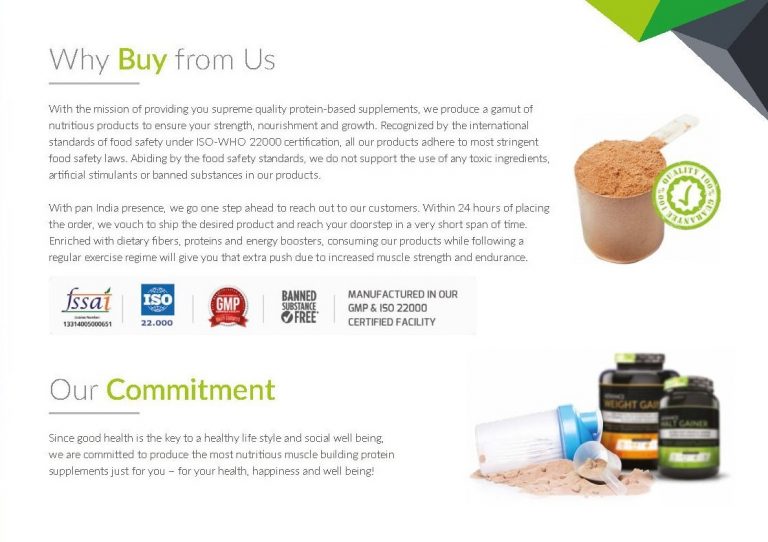 Why Buy from Us
With the mission of providing you supreme quality protein-based supplements, we produce a gamut of
nutritious products to ensure your strength, nourishment and growth. Recognized by the international
standards of food safety under ISO-WHO 22000 certification, all our products adhere to most stringent
food safety laws. Abiding by the food safety standards, we do not support the use of any toxic ingredients,
artificial stimulants or banned substances in our products.
With pan India presence, we go one step ahead to reach out to our customers. Within 24 hours of placing
the order, we vouch to ship the desired product and reach your doorstep in a very short span of time.
Enriched with dietary fibers, proteins and energy boosters, consuming our products while following a
regular exercise regime will give you that extra push due to increased muscle strength and endurance.
QUALITY 100%
GUARANTEE 100%
fssai
License Number:
13314005000651
ISO
22.000
GMP
BANNED
SUBSTANCE
FREE
MANUFACTURED IN OUR
GMP & ISO 22000
CERTIFIED FACILITY
Our Commitment
Since good health is the key to a healthy life style and social well being,
we are committed to produce the most nutritious muscle building protein
supplements just for you – for your health, happiness and well being!
ADVANCE
WEIGHT GAI
ADVANCE
MALT GAINER